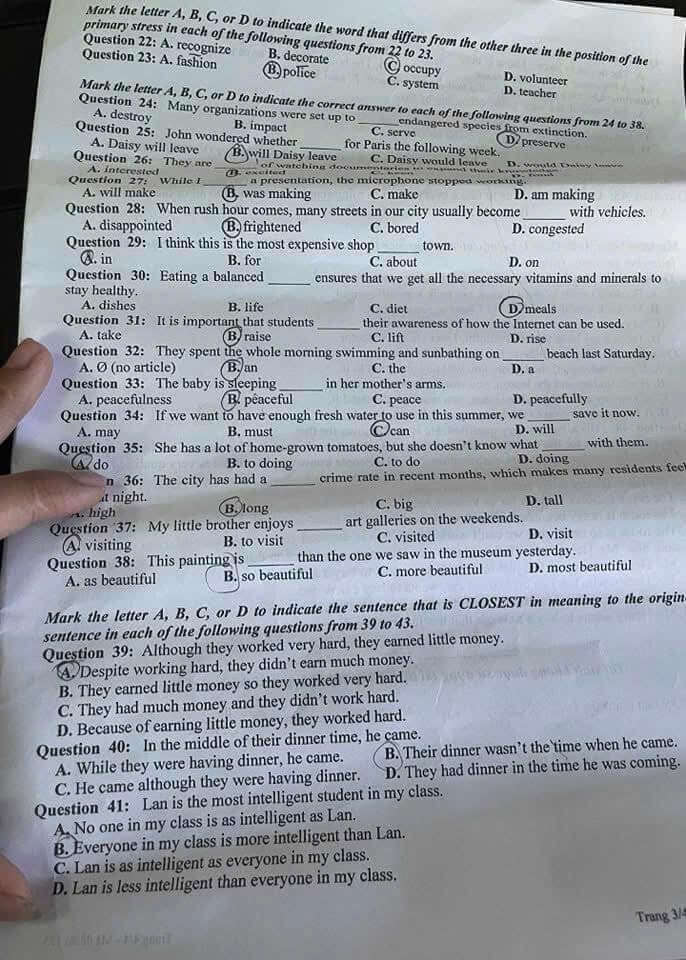 Mark the letter A, B, C, or D to indicate the word that differs from the other three in the position of the
primary stress in each of the following questions from 22 to 23.
Question 22: A. recognize B. decorate C. occupy D. volunteer
Question 23: A. fashion B. police C. system D. teacher
Mark the letter A, B, C, or D to indicate the correct answer to each of the following questions from 24 to 38.
Question 24: Many organizations were set up to ______ endangered species from extinction.
A. destroy B. impact C. serve D. preserve
Question 25: John wondered whether ______ for Paris the following week.
A. Daisy will leave B. will Daisy leave C. Daisy would leave D. would Daisy leave
Question 26: They are ______ of watching documentaries to expand their knowledge.
A. interested B. excited C. keen D. fond
Question 27: While I ______ a presentation, the microphone stopped working.
A. will make B. was making C. make D. am making
Question 28: When rush hour comes, many streets in our city usually become ______ with vehicles.
A. disappointed B. frightened C. bored D. congested
Question 29: I think this is the most expensive shop ______ town.
A. in B. for C. about D. on
Question 30: Eating a balanced ______ ensures that we get all the necessary vitamins and minerals to
stay healthy.
A. dishes B. life C. diet D. meals
Question 31: It is important that students ______ their awareness of how the Internet can be used.
A. take B. raise C. lift D. rise
Question 32: They spent the whole morning swimming and sunbathing on ______ beach last Saturday.
A. Ø (no article) B. an C. the D. a
Question 33: The baby is sleeping ______ in her mother's arms.
A. peacefulness B. peaceful C. peace D. peacefully
Question 34: If we want to have enough fresh water to use in this summer, we ______ save it now.
A. may B. must C. can D. will
Question 35: She has a lot of home-grown tomatoes, but she doesn't know what ______ with them.
A. do B. to doing C. to do D. doing
n 36: The city has had a ______ crime rate in recent months, which makes many residents feel
at night.
A. high B. long C. big D. tall
Question 37: My little brother enjoys ______ art galleries on the weekends.
A. visiting B. to visit C. visited D. visit
Question 38: This painting is ______ than the one we saw in the museum yesterday.
A. as beautiful B. so beautiful C. more beautiful D. most beautiful
Mark the letter A, B, C, or D to indicate the sentence that is CLOSEST in meaning to the origin
sentence in each of the following questions from 39 to 43.
Question 39: Although they worked very hard, they earned little money.
A. Despite working hard, they didn't earn much money.
B. They earned little money so they worked very hard.
C. They had much money and they didn't work hard.
D. Because of earning little money, they worked hard.
Question 40: In the middle of their dinner time, he came.
A. While they were having dinner, he came. B. Their dinner wasn't the time when he came.
C. He came although they were having dinner. D. They had dinner in the time he was coming.
Question 41: Lan is the most intelligent student in my class.
A. No one in my class is as intelligent as Lan.
B. Everyone in my class is more intelligent than Lan.
C. Lan is as intelligent as everyone in my class.
D. Lan is less intelligent than everyone in my class.
Trang 3/4